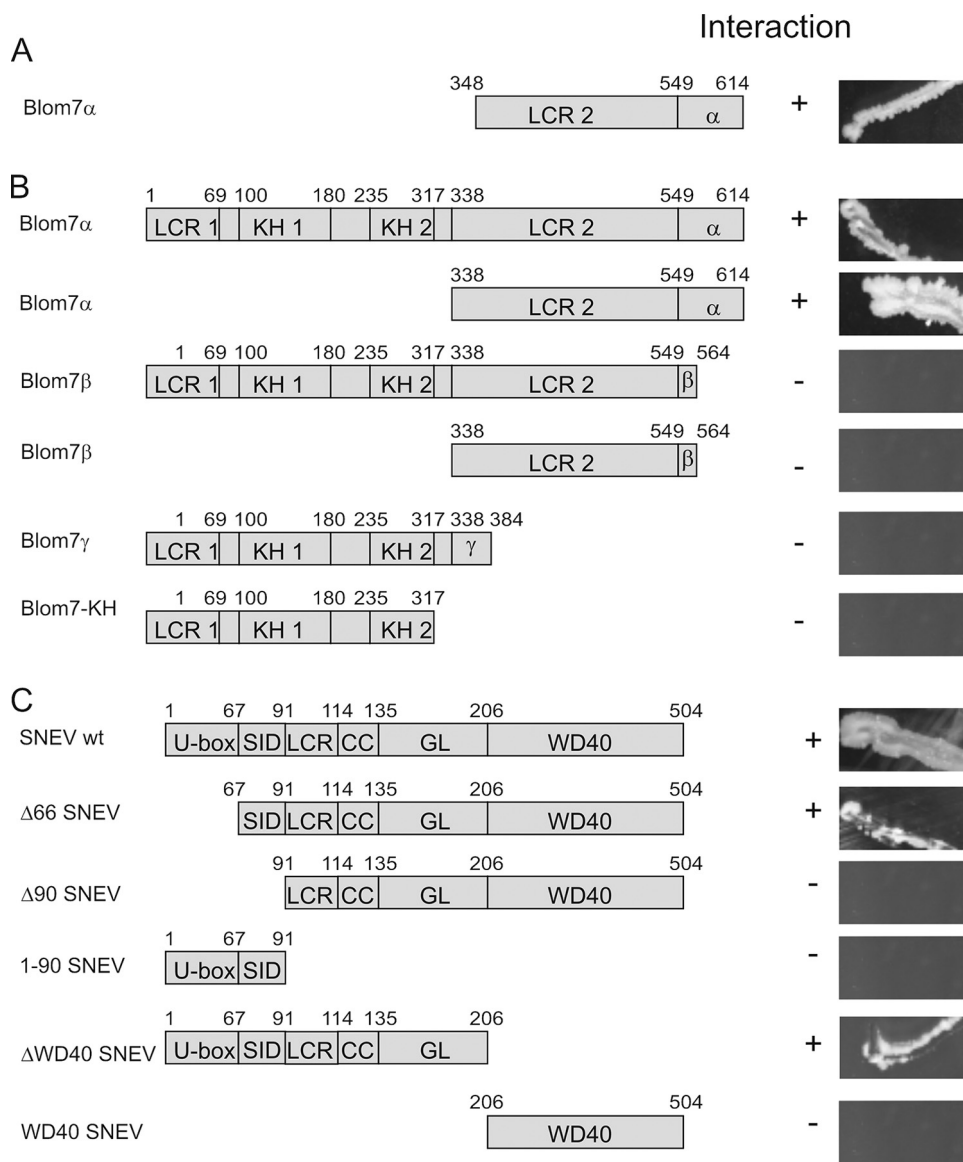 Interaction
A
348 549 614
Blom7α LCR 2 α +
B
1 69 100 180 235 317 338 549 614
Blom7α LCR 1 KH 1 KH 2 LCR 2 α +
338 549 614
Blom7α LCR 2 α +
1 69 100 180 235 317 338 549 564
Blom7β LCR 1 KH 1 KH 2 LCR 2 β -
338 549 564
Blom7β LCR 2 β -
1 69 100 180 235 317 338 384
Blom7γ LCR 1 KH 1 KH 2 γ -
1 69 100 180 235 317
Blom7-KH LCR 1 KH 1 KH 2 -
C
1 67 91 114 135 206 504
SNEV wt U-box SID LCR CC GL WD40 +
67 91 114 135 206 504
Δ66 SNEV SID LCR CC GL WD40 +
91 114 135 206 504
Δ90 SNEV LCR CC GL WD40 -
1 67 91
1-90 SNEV U-box SID -
1 67 91 114 135 206
ΔWD40 SNEV U-box SID LCR CC GL +
206 504
WD40 SNEV WD40 -